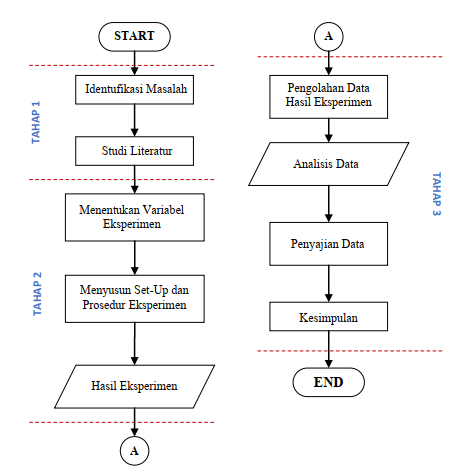 START
TAHAP 1
Identufikasi Masalah
Studi Literatur
TAHAP 2
Menentukan Variabel
Eksperimen
Menyusun Set-Up dan
Prosedur Eksperimen
Hasil Eksperimen
A
A
Pengolahan Data
Hasil Eksperimen
Analisis Data
TAHAP 3
Penyajian Data
Kesimpulan
END